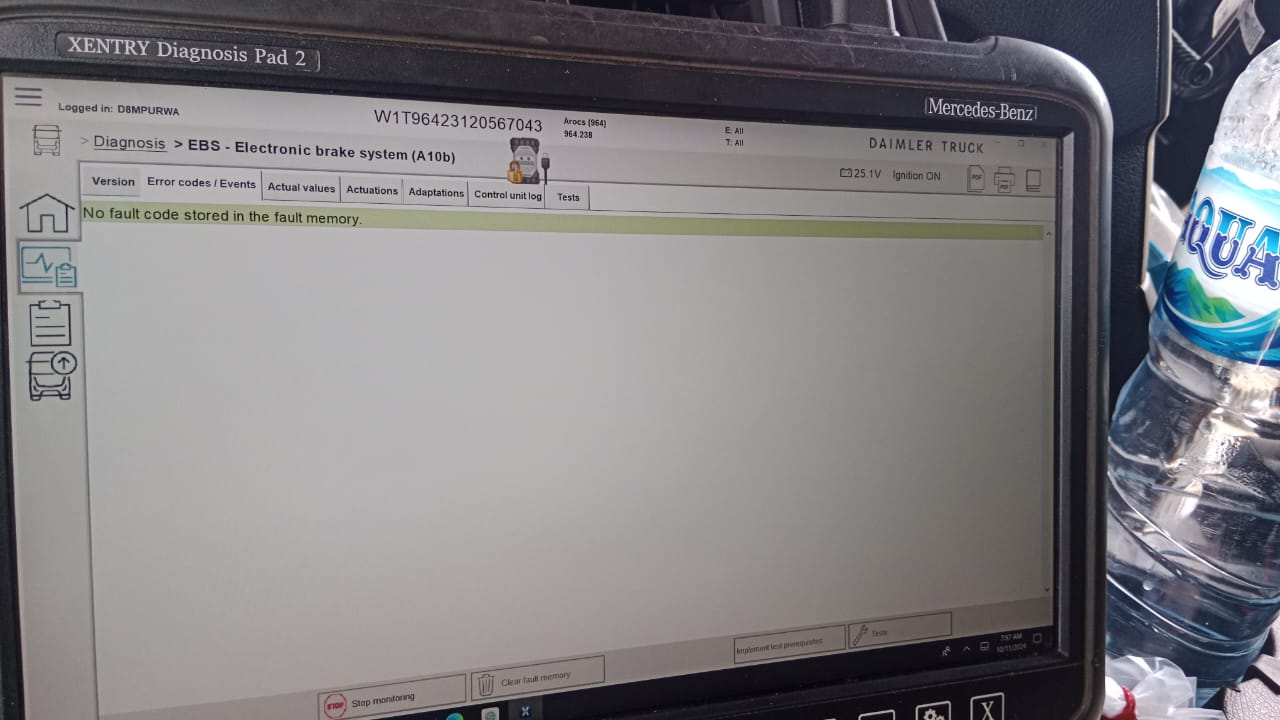 XENTRY Diagnosis Pad 2
Mercedes-Benz
Logged in: D8MPURWA
W1T96423120567043
Arocs (964)
964.238
E: All
T: All
DAIMLER TRUCK
> Diagnosis > EBS - Electronic brake system (A10b)
25.1V Ignition ON
PDF
PDF
Version
Error codes / Events
Actual values
Actuations
Adaptations
Control unit log
Tests
No fault code stored in the fault memory.
Implement test prerequisites
Tests
STOP
Stop monitoring
Clear fault memory
7:57 AM
X
AQUA